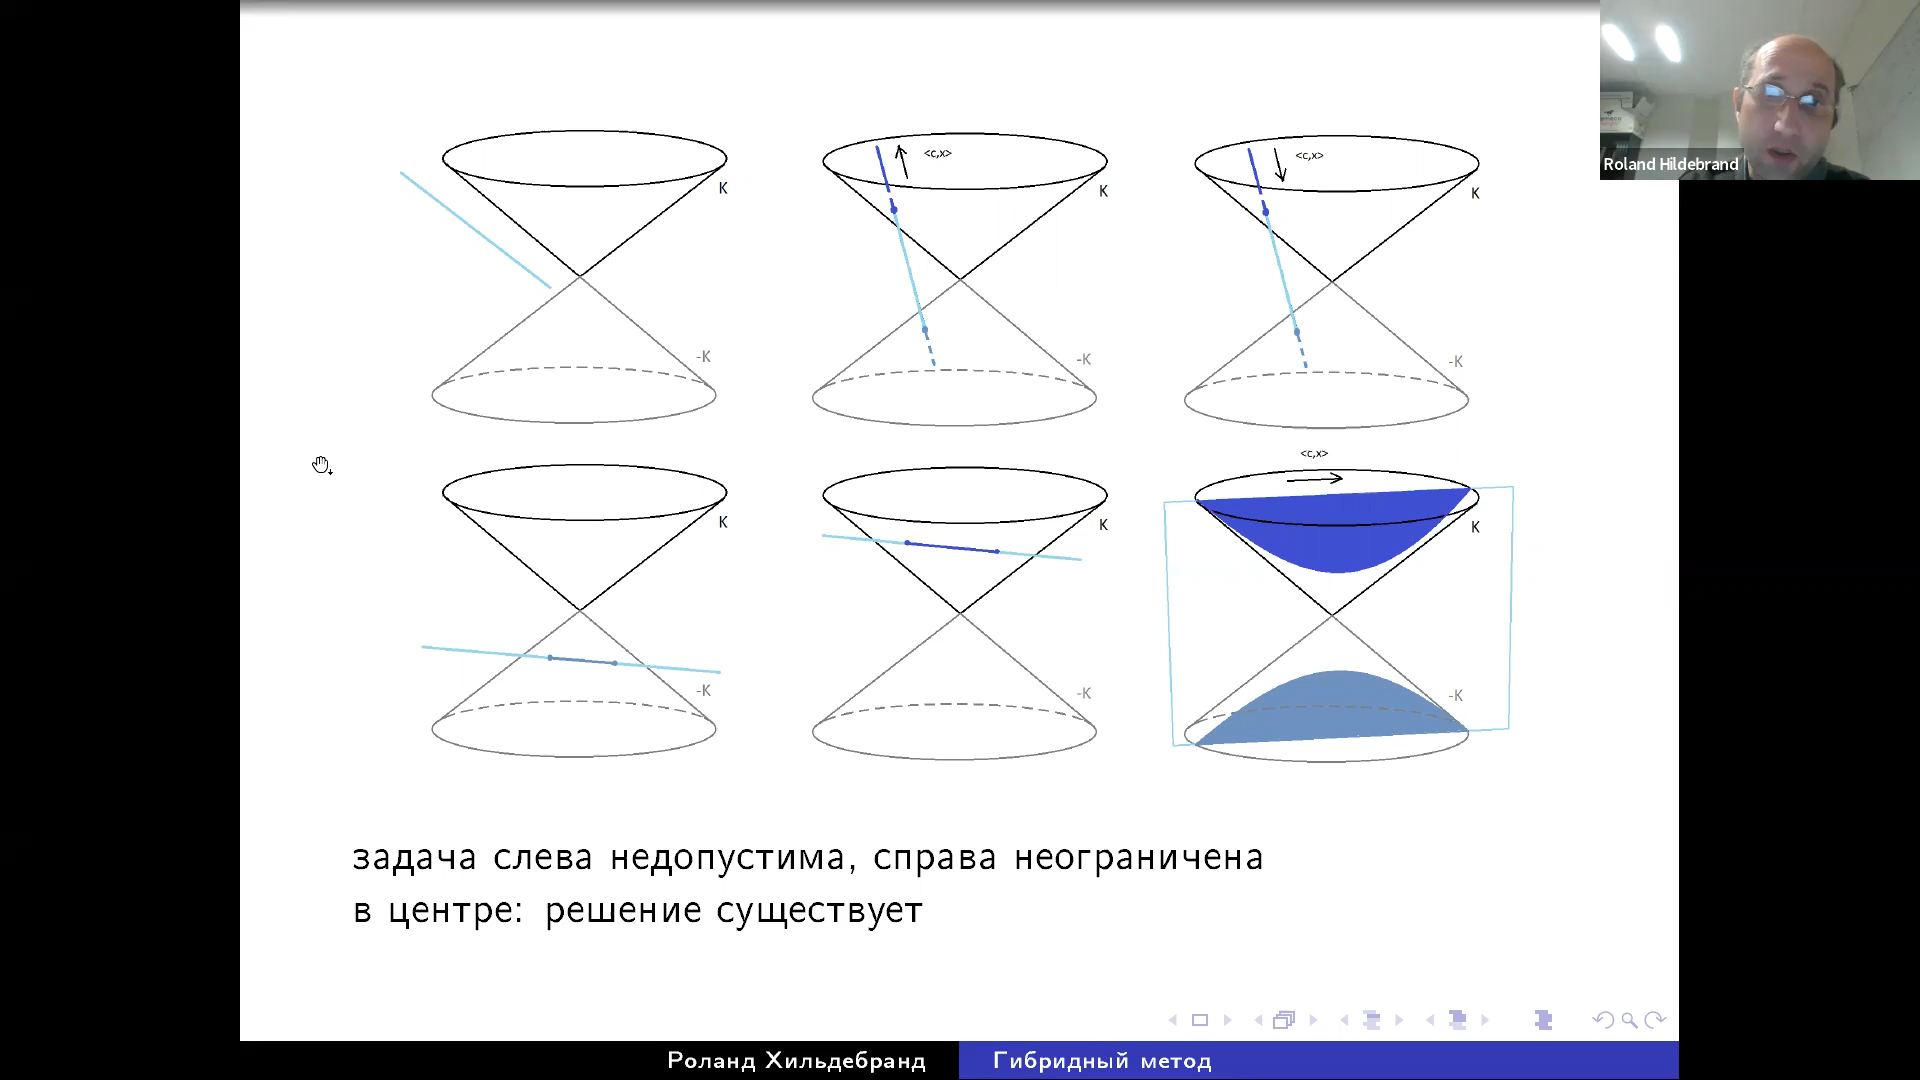 Roland Hildebrand
<c,x>
<c,x>
K
K
K
-K
-K
-K
<c,x>
K
K
K
-K
-K
-K
задача слева недопустима, справа неограничена
в центре: решение существует
Роланд Хильдебранд
Гибридный метод